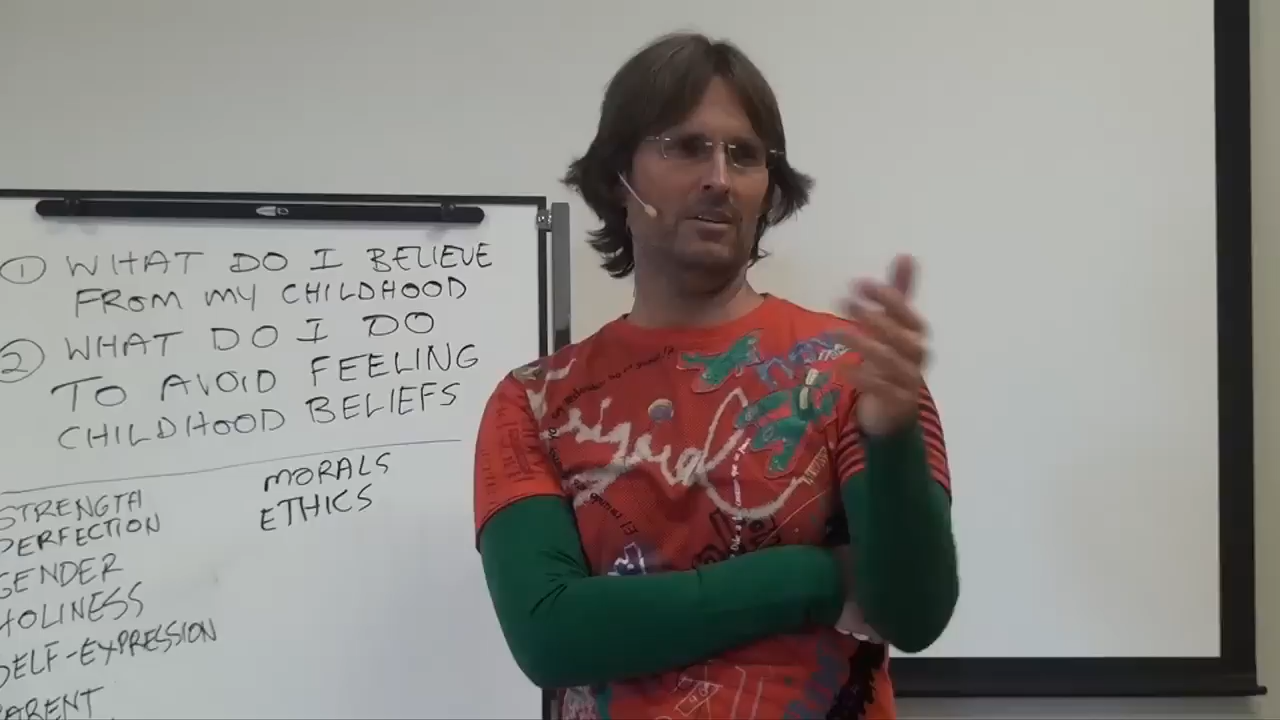 ① WHAT DO I BELIEVE
FROM MY CHILDHOOD
② WHAT DO I DO
TO AVOID FEELING
CHILDHOOD BELIEFS
MORALS
ETHICS
STRENGTH
PERFECTION
GENDER
HOLINESS
SELF-EXPRESSION
PARENT
El